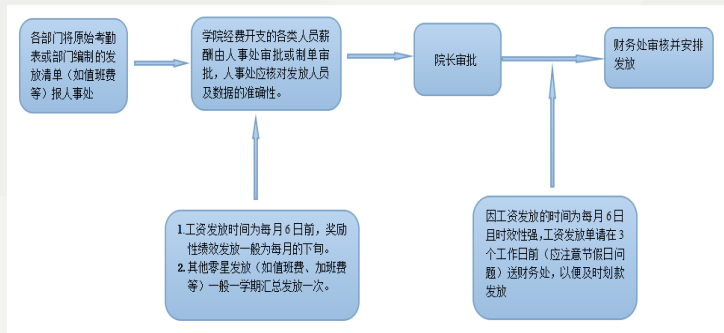 各部门将原始考勤
表或部门编制的发
放清单（如值班费
等）报人事处
学院经费开支的各类人员薪
酬由人事处审批或制单审
批，人事处应核对发放人员
及数据的准确性。
院长审批
财务处审核并安排
发放
1.工资发放时间为每月6日前，奖励
性绩效发放一般为每月的下旬。
2.其他零星发放（如值班费、加班费
等）一般一学期汇总发放一次。
因工资发放的时间为每月6日
且时效性强，工资发放单请在3
个工作日前（应注意节假日问
题）送财务处，以便及时划款
发放